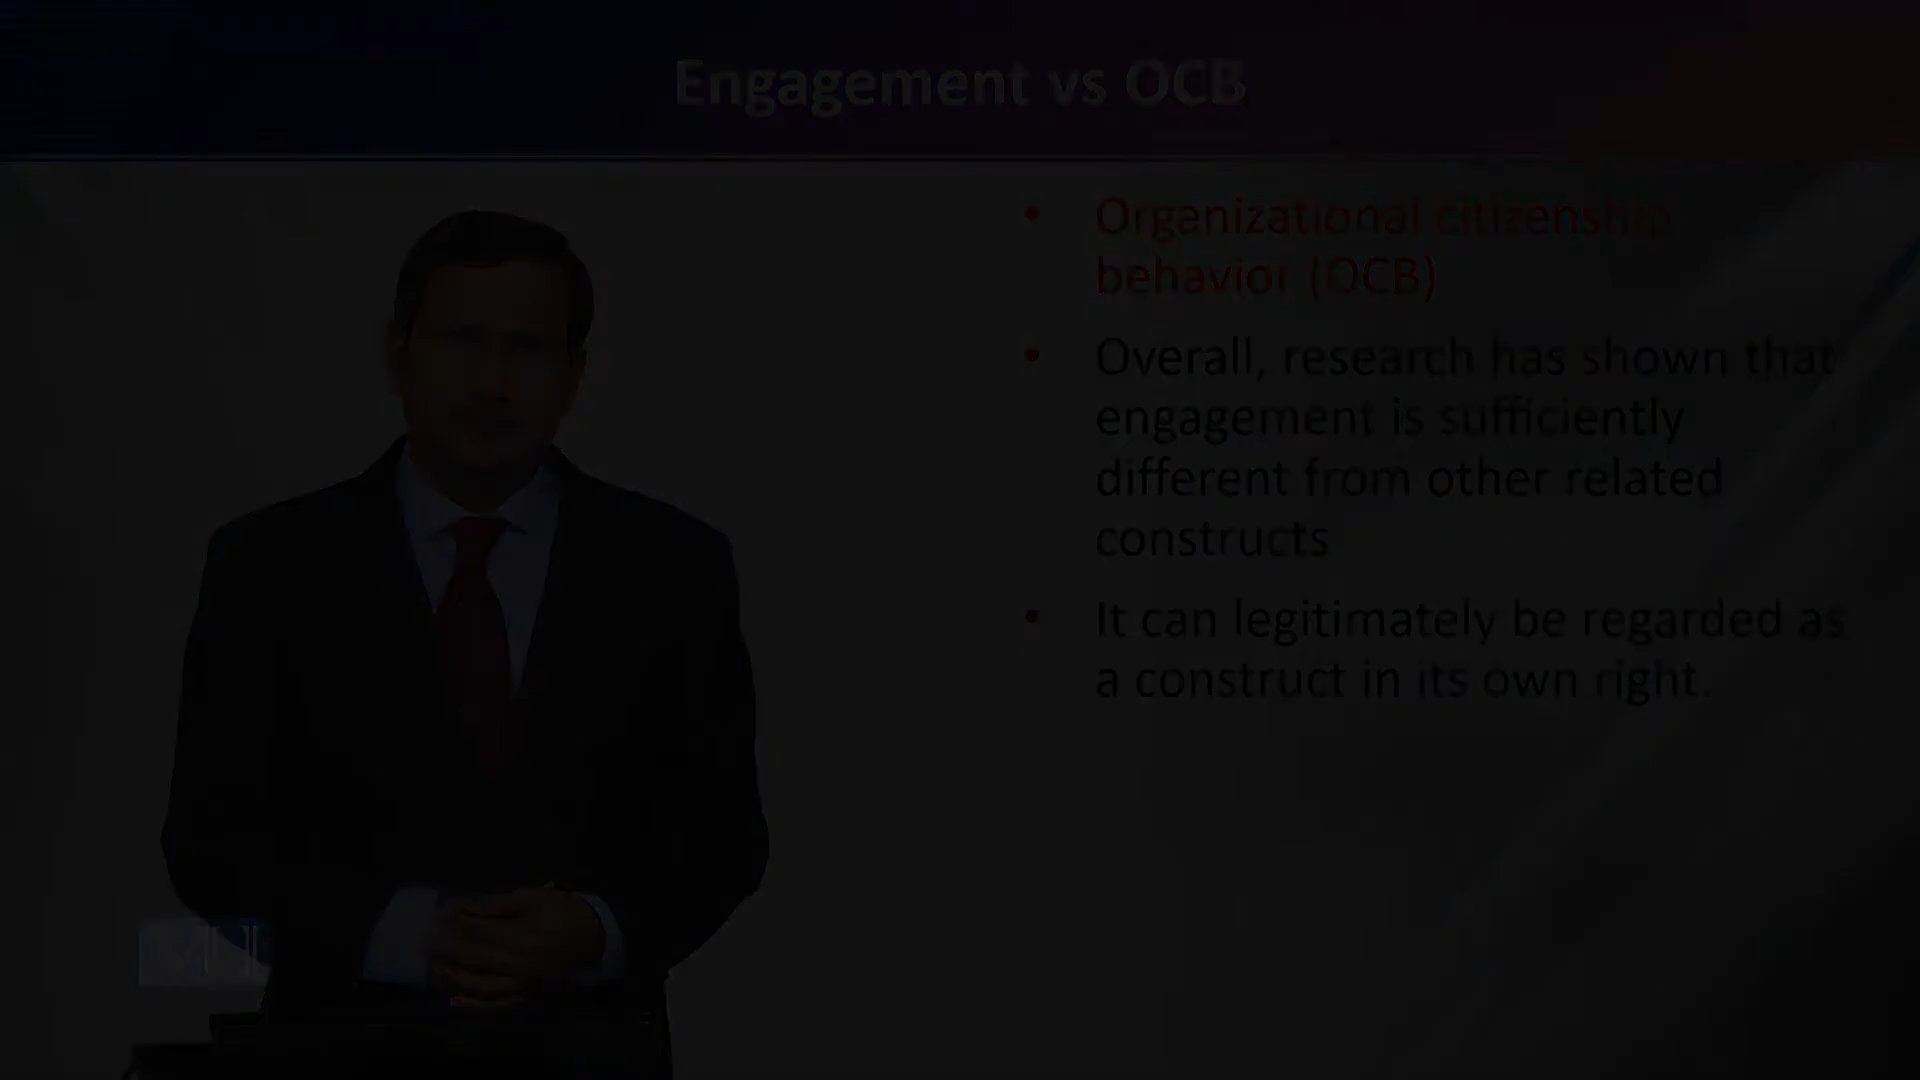 Engagement vs OCB
• Organizational citizenship
behavior (OCB)
• Overall, research has shown that
engagement is sufficiently
different from other related
constructs
• It can legitimately be regarded as
a construct in its own right.